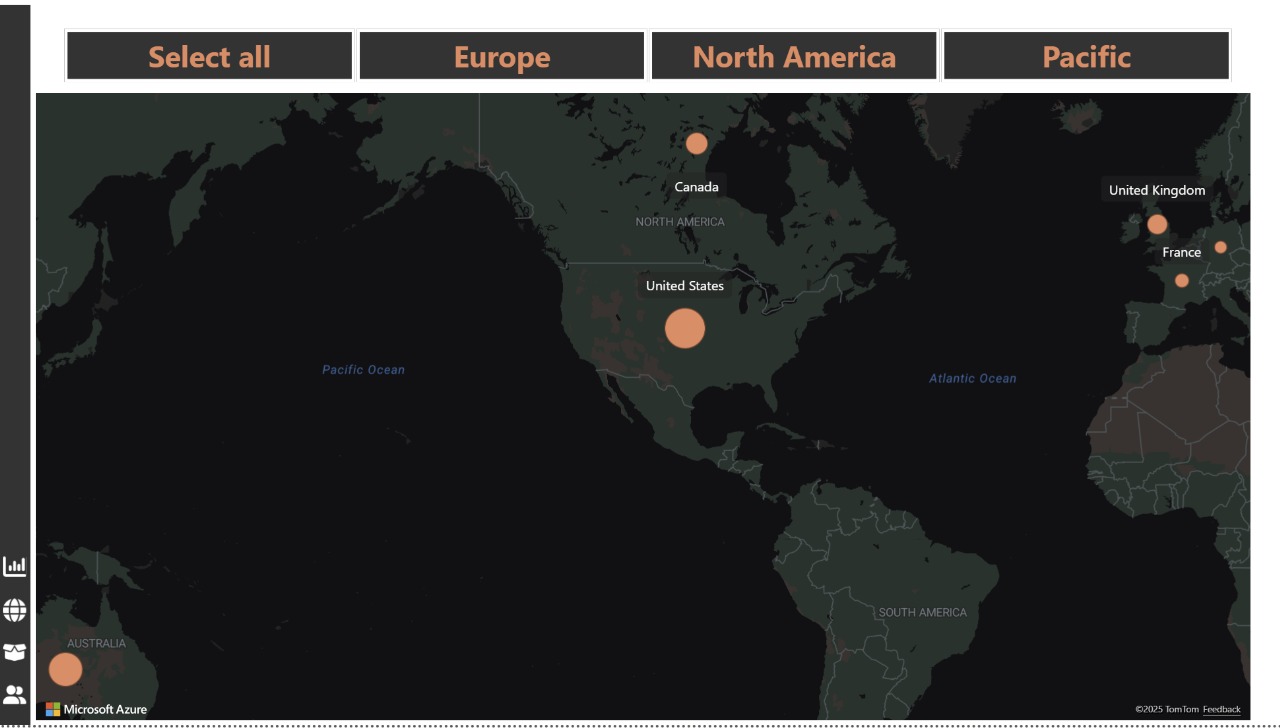 Select all
Europe
North America
Pacific
Canada
United Kingdom
NORTH AMERICA
France
United States
Pacific Ocean
Atlantic Ocean
SOUTH AMERICA
AUSTRALIA
Microsoft Azure
©2025 TomTom Feedback